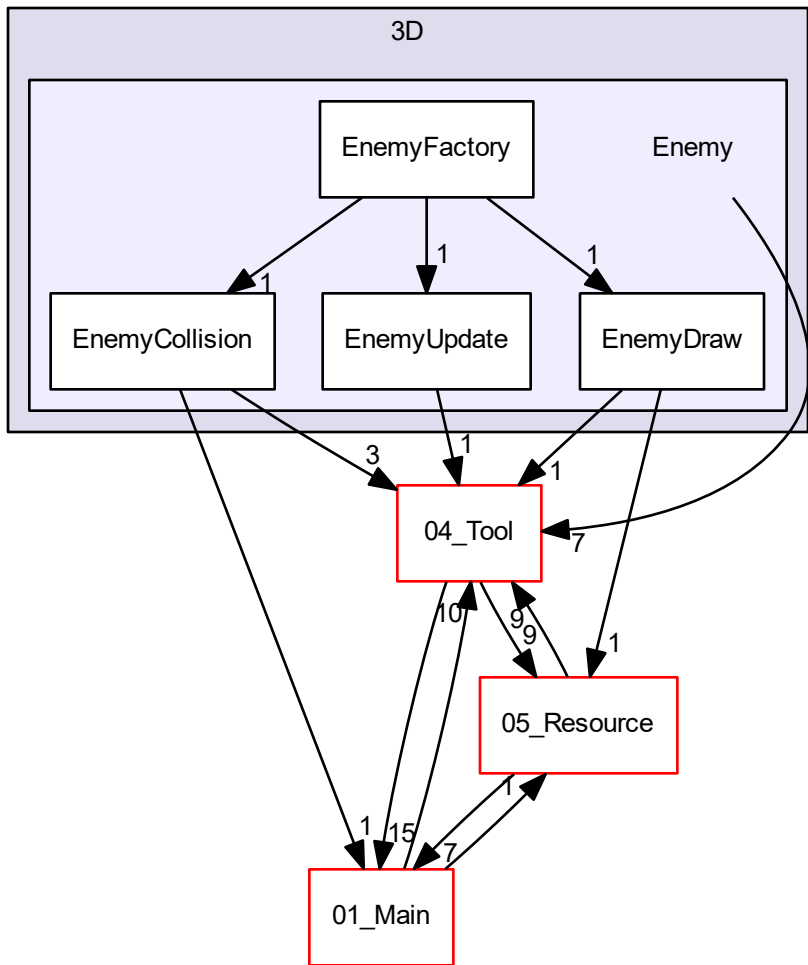 3D
EnemyFactory
Enemy
1
1
1
EnemyCollision
EnemyUpdate
EnemyDraw
3
1
1
04_Tool
7
10
9
9
1
05_Resource
1
1
15
7
01_Main